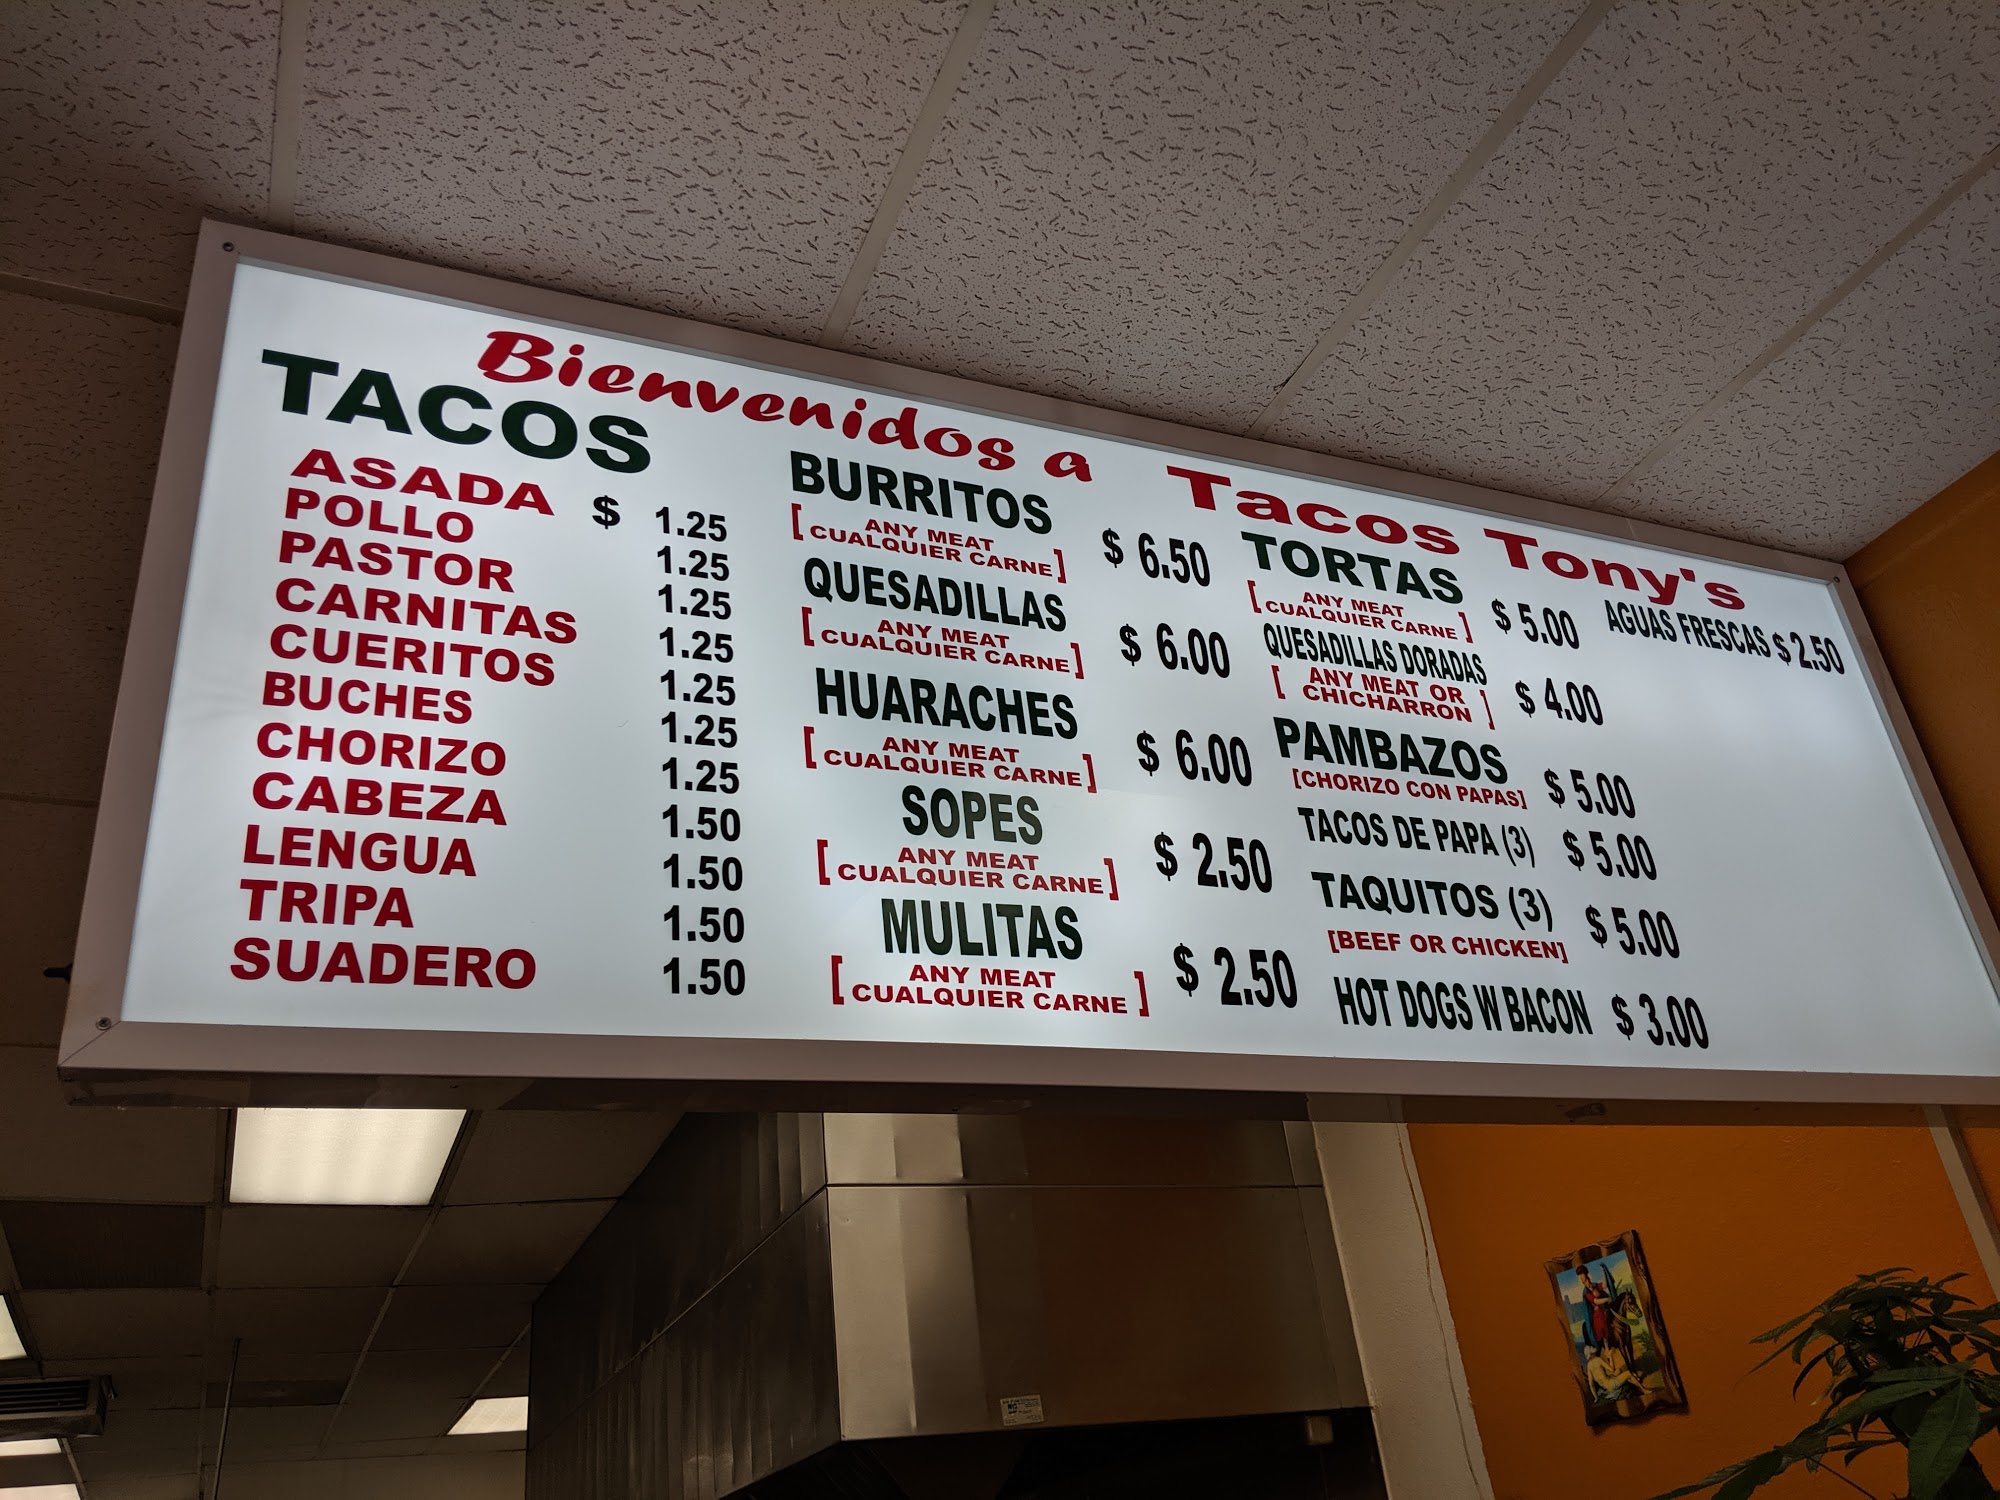 Bienvenidos a Tacos Tony's
TACOS
ASADA $ 1.25
POLLO 1.25
PASTOR 1.25
CARNITAS 1.25
CUERITOS 1.25
BUCHES 1.25
CHORIZO 1.25
CABEZA 1.50
LENGUA 1.50
TRIPA 1.50
SUADERO 1.50
BURRITOS
[ANY MEAT
CUALQUIER CARNE] $ 6.50
QUESADILLAS
[ANY MEAT
CUALQUIER CARNE] $ 6.00
HUARACHES
[ANY MEAT
CUALQUIER CARNE] $ 6.00
SOPES
[ANY MEAT
CUALQUIER CARNE] $ 2.50
MULITAS
[ANY MEAT
CUALQUIER CARNE] $ 2.50
TORTAS
[ANY MEAT
CUALQUIER CARNE] $ 5.00
QUESADILLAS DORADAS
[ANY MEAT OR
CHICHARRON] $ 4.00
PAMBAZOS
[CHORIZO CON PAPAS] $ 5.00
TACOS DE PAPA (3) $ 5.00
TAQUITOS (3) $ 5.00
[BEEF OR CHICKEN]
HOT DOGS W BACON $ 3.00
AGUAS FRESCAS $ 2.50